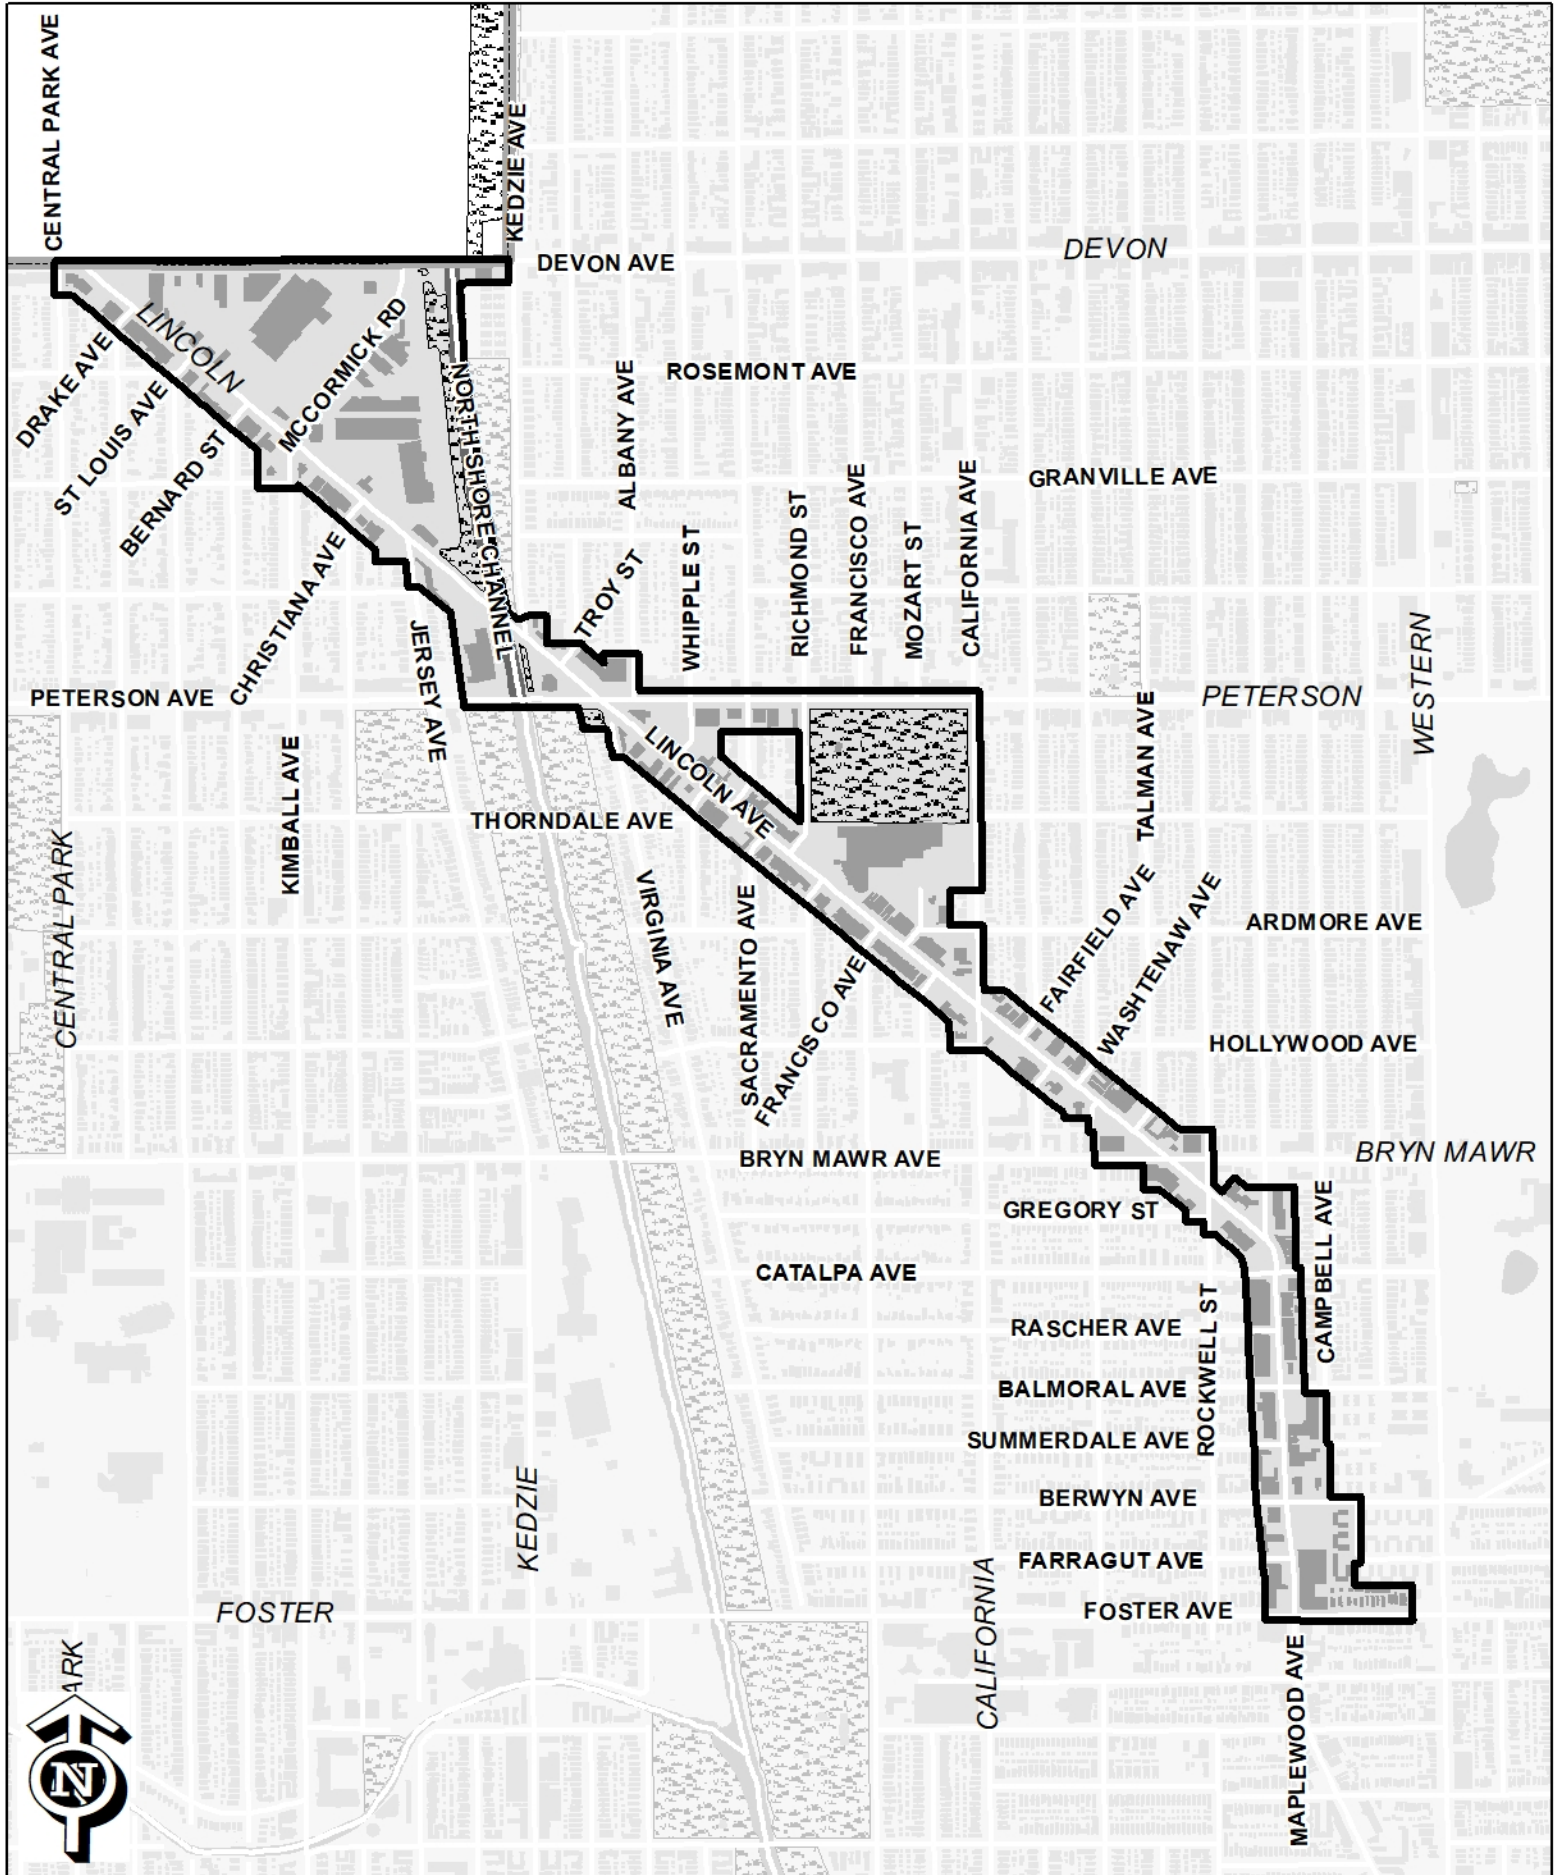 CENTRAL PARK AVE
KEDZIE AVE
DEVON
DEVON AVE
LINCOLN
MCCORMICK RD
DRAKE AVE
ST LOUIS AVE
BERNARD ST
NORTH SHORE CHANNEL
ALBANY AVE
ROSEMONT AVE
GRANVILLE AVE
CHRISTIANA AVE
TROY ST
WHIPPLE ST
RICHMOND ST
FRANCISCO AVE
MOZART ST
CALIFORNIA AVE
JERSEY AVE
PETERSON AVE
PETERSON
WESTERN
KIMBALL AVE
LINCOLN AVE
TALMAN AVE
THORNDALE AVE
CENTRAL PARK
VIRGINIA AVE
SACRAMENTO AVE
FRANCISCO AVE
FAIRFIELD AVE
WASHTENAW AVE
ARDMORE AVE
HOLLYWOOD AVE
BRYN MAWR AVE
BRYN MAWR
GREGORY ST
CATALPA AVE
CAMPBELL AVE
ROCKWELL ST
RASCHER AVE
BALMORAL AVE
SUMMERDALE AVE
KEDZIE
BERWYN AVE
FARRAGUT AVE
CALIFORNIA
FOSTER
FOSTER AVE
ARK
MAPLEWOOD AVE
N